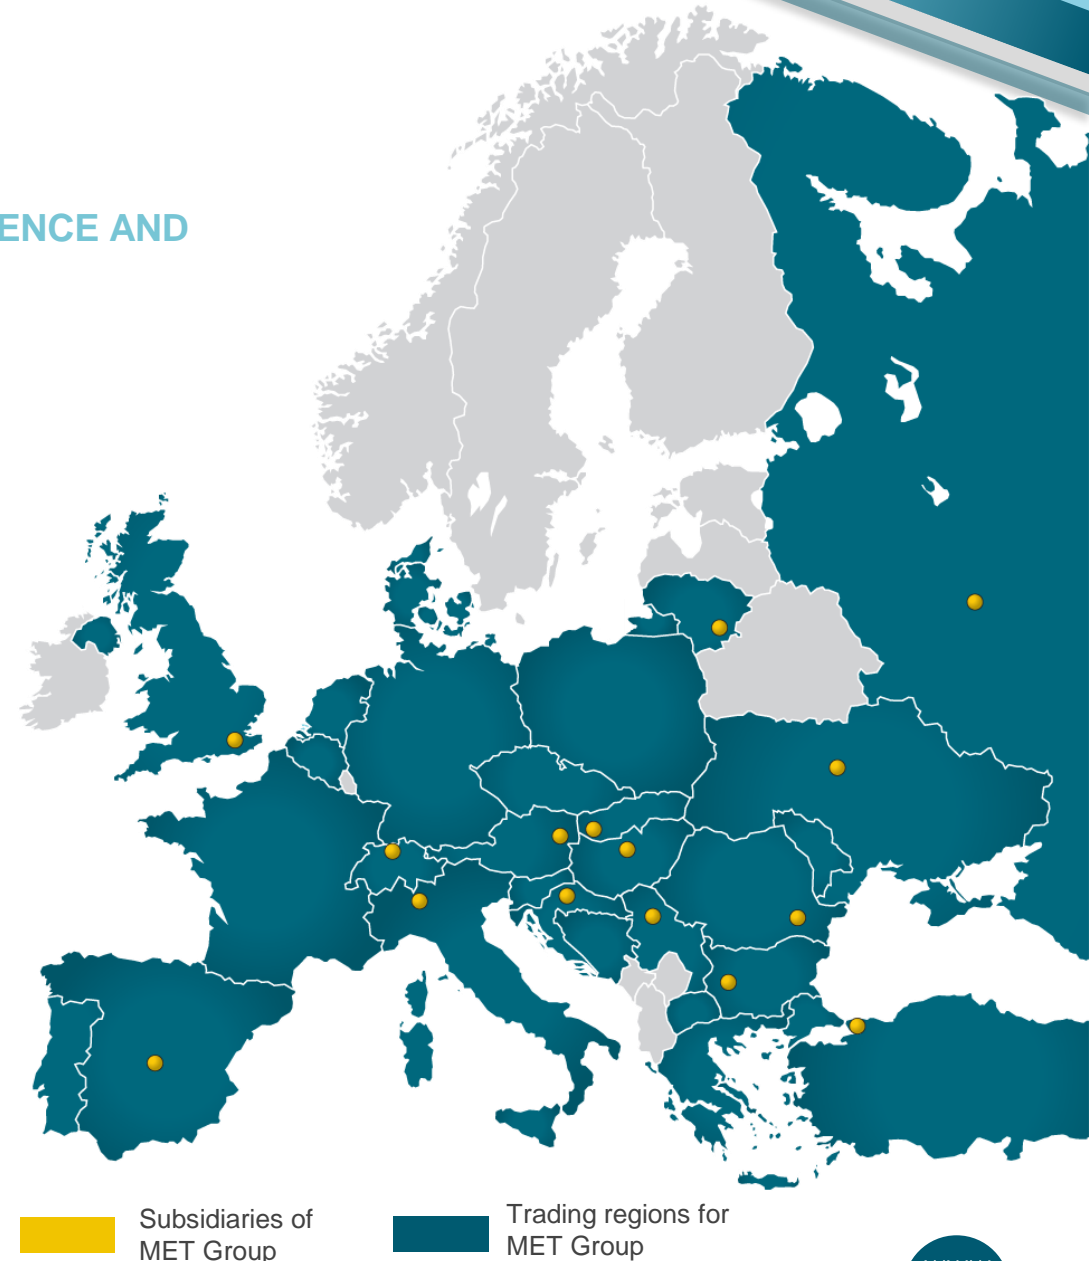 ENCE AND
Subsidiaries of
MET Group
Trading regions for
MET Group